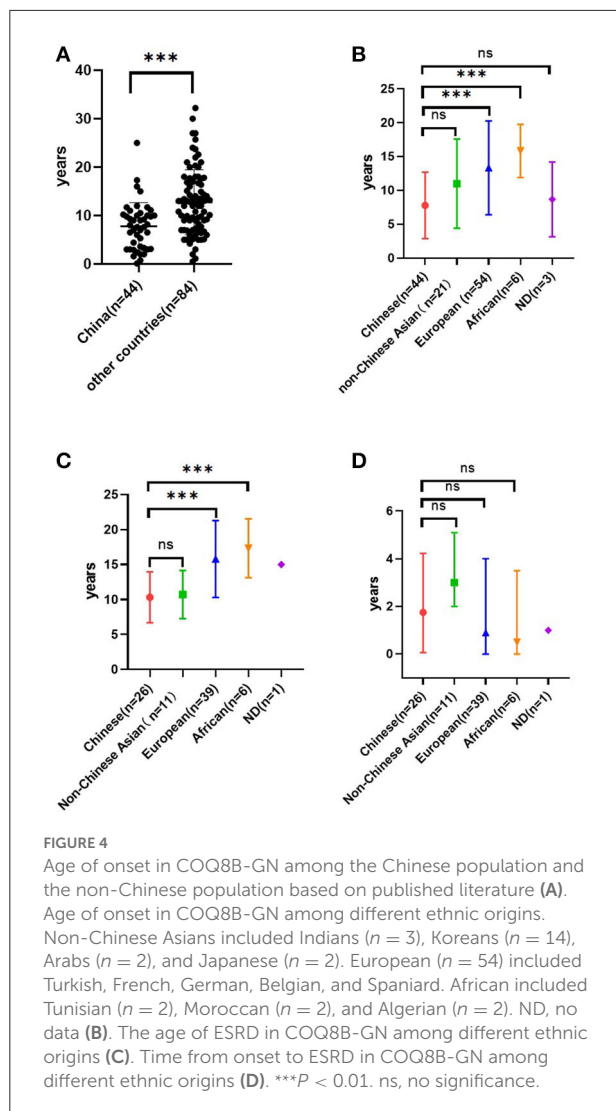 A
***
40
30
20
10
0
years
China(n=44)
other countries(n=84)
B
ns
***
***
ns
25
20
15
10
5
0
years
Chinese(n=44)
non-Chinese Asian( n=21)
European (n=54)
African(n=6)
ND(n=3)
C
***
***
ns
25
20
15
10
5
0
years
Chinese(n=26)
Non-Chinese Asian( n=11)
European(n=39)
African(n=6)
ND(n=1)
D
ns
ns
ns
6
4
2
0
years
Chinese(n=26)
Non-Chinese Asian(n=11)
European(n=39)
African(n=6)
ND(n=1)
FIGURE 4
Age of onset in COQ8B-GN among the Chinese population and
the non-Chinese population based on published literature (A).
Age of onset in COQ8B-GN among different ethnic origins.
Non-Chinese Asians included Indians (n = 3), Koreans (n = 14),
Arabs (n = 2), and Japanese (n = 2). European (n = 54) included
Turkish, French, German, Belgian, and Spaniard. African included
Tunisian (n = 2), Moroccan (n = 2), and Algerian (n = 2). ND, no
data (B). The age of ESRD in COQ8B-GN among different ethnic
origins (C). Time from onset to ESRD in COQ8B-GN among
different ethnic origins (D). ***P < 0.01. ns, no significance.